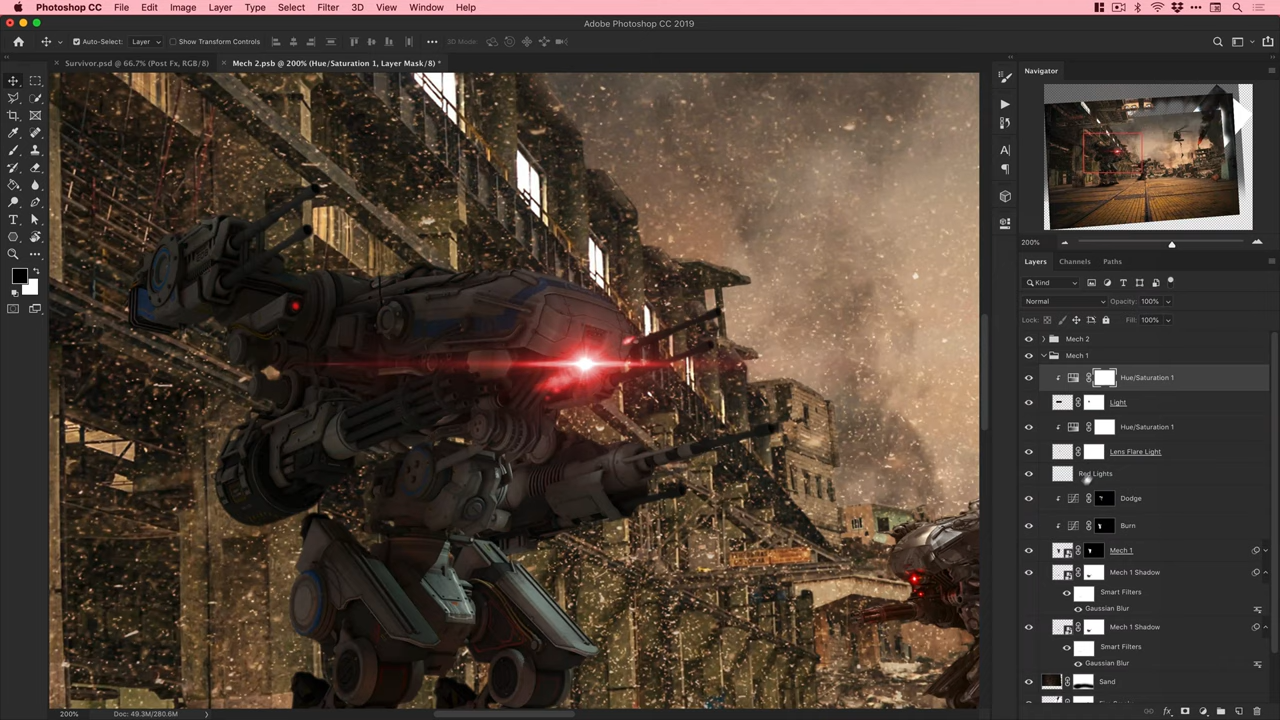 Photoshop CC File Edit Image Layer Type Select Filter 3D View Window Help
Adobe Photoshop CC 2019
Auto-Select: Layer Show Transform Controls 3D Mode:
× Survivor.psd @ 66.7% (Post Fx, RGB/8) × Mech 2.psb @ 200% (Hue/Saturation 1, Layer Mask/8) *
Navigator
200%
Layers Channels Paths
Kind
Normal Opacity: 100%
Lock: Fill: 100%
Mech 2
Mech 1
Hue/Saturation 1
Light
Hue/Saturation 1
Lens Flare Light
Red Lights
Dodge
Burn
Mech 1
Mech 1 Shadow
Smart Filters
Gaussian Blur
Mech 1 Shadow
Smart Filters
Gaussian Blur
Sand
200% Doc: 49.3M/280.6M